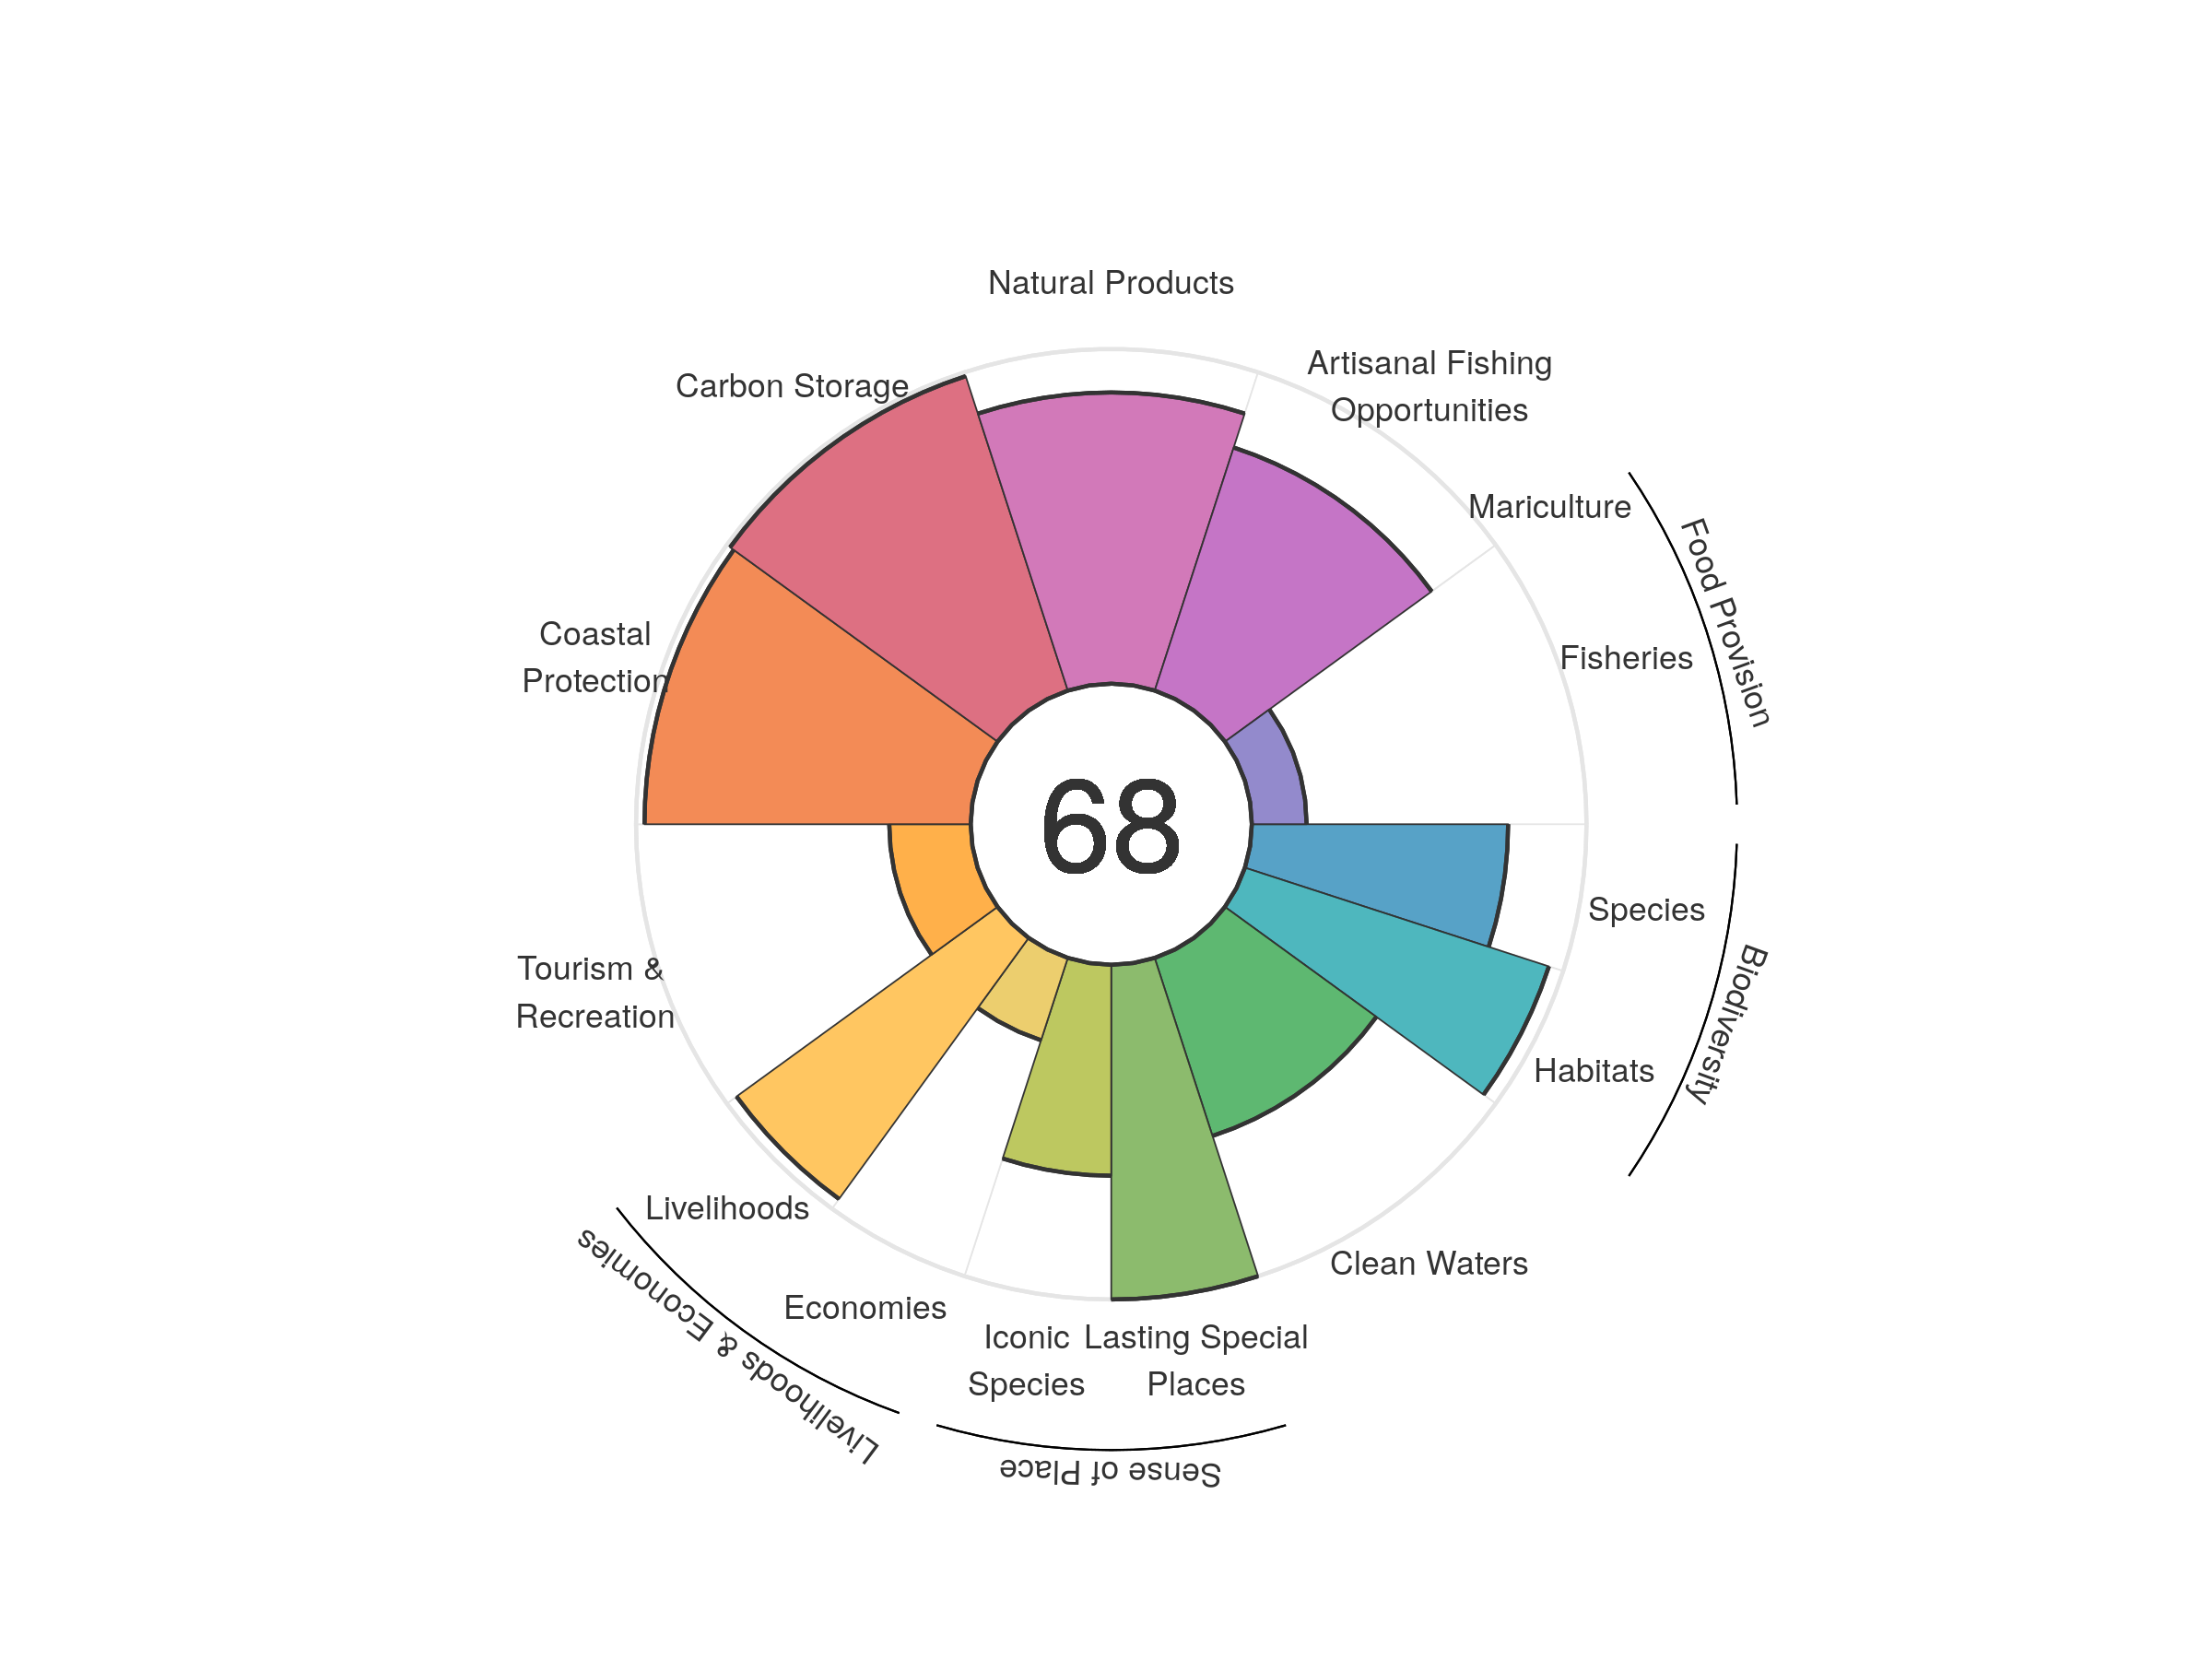 Natural Products
Artisanal Fishing
Opportunities
Carbon Storage
Mariculture
Food Provision
Coastal
Protection
Fisheries
68
Species
Biodiversity
Tourism &
Recreation
Habitats
Livelihoods
Livelihoods & Economies
Clean Waters
Economies
Iconic
Species
Lasting Special
Places
Sense of Place